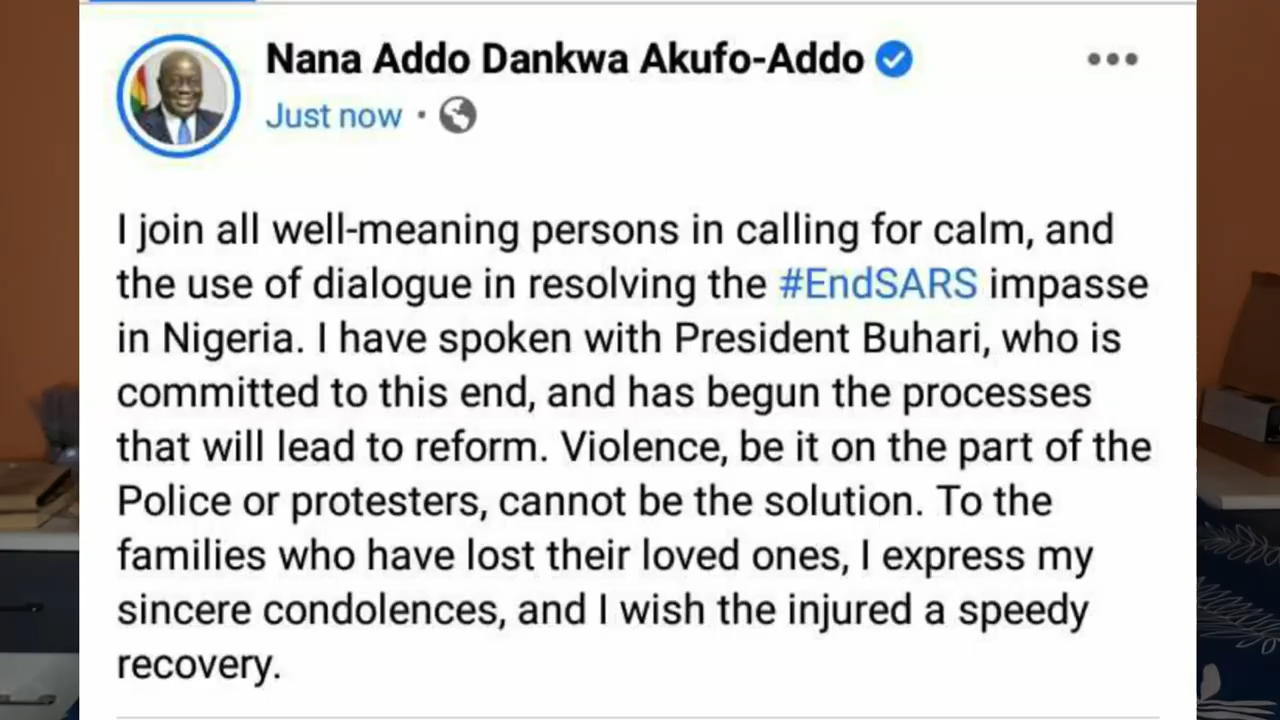 Nana Addo Dankwa Akufo-Addo
Just now ·
I join all well-meaning persons in calling for calm, and
the use of dialogue in resolving the #EndSARS impasse
in Nigeria. I have spoken with President Buhari, who is
committed to this end, and has begun the processes
that will lead to reform. Violence, be it on the part of the
Police or protesters, cannot be the solution. To the
families who have lost their loved ones, I express my
sincere condolences, and I wish the injured a speedy
recovery.